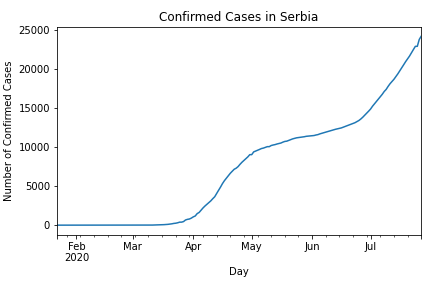 Confirmed Cases in Serbia
Number of Confirmed Cases
25000
20000
15000
10000
5000
0
Feb Mar Apr May Jun Jul
2020
Day